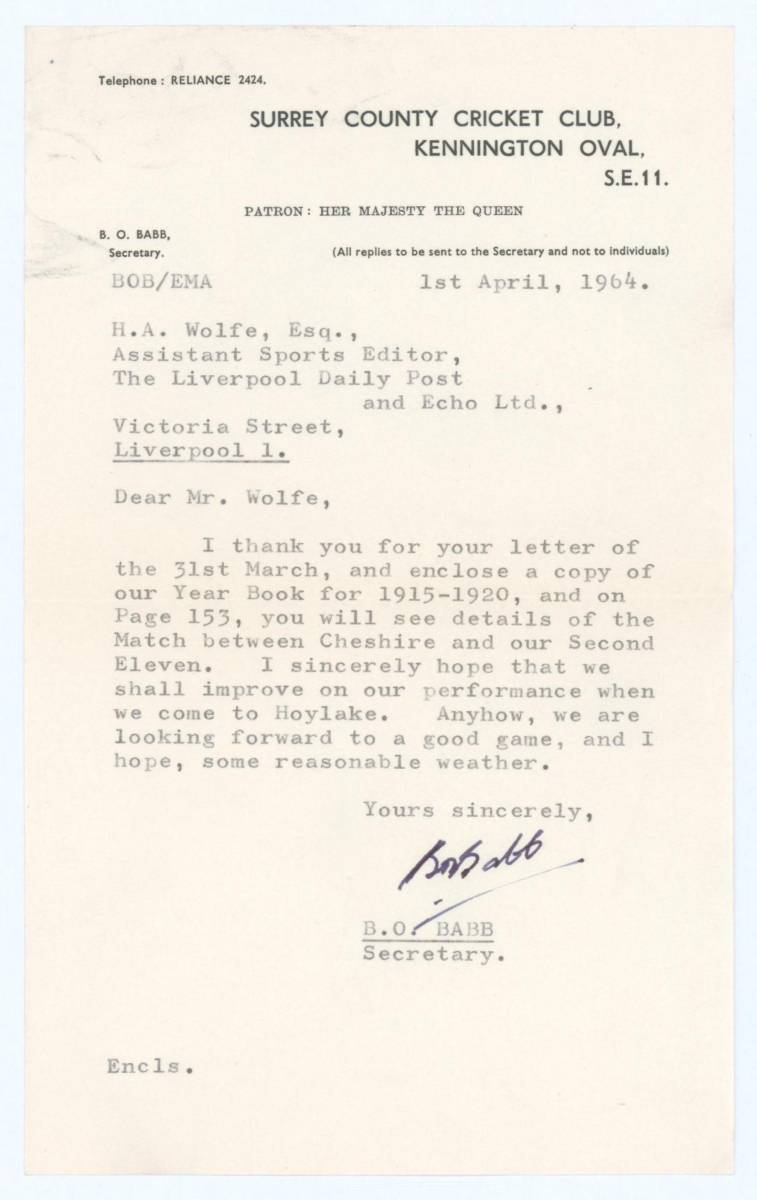 Telephone : RELIANCE 2424.
SURREY COUNTY CRICKET CLUB,
KENNINGTON OVAL,
S.E.11.
PATRON : HER MAJESTY THE QUEEN
B. O. BABB,
Secretary.
(All replies to be sent to the Secretary and not to individuals)
BOB/EMA
1st April, 1964.
H.A. Wolfe, Esq.,
Assistant Sports Editor,
The Liverpool Daily Post
and Echo Ltd.,
Victoria Street,
Liverpool 1.
Dear Mr. Wolfe,
I thank you for your letter of
the 31st March, and enclose a copy of
our Year Book for 1915-1920, and on
Page 153, you will see details of the
Match between Cheshire and our Second
Eleven. I sincerely hope that we
shall improve on our performance when
we come to Hoylake. Anyhow, we are
looking forward to a good game, and I
hope, some reasonable weather.
Yours sincerely,
BOBabb
B.O. BABB
Secretary.
Encls.